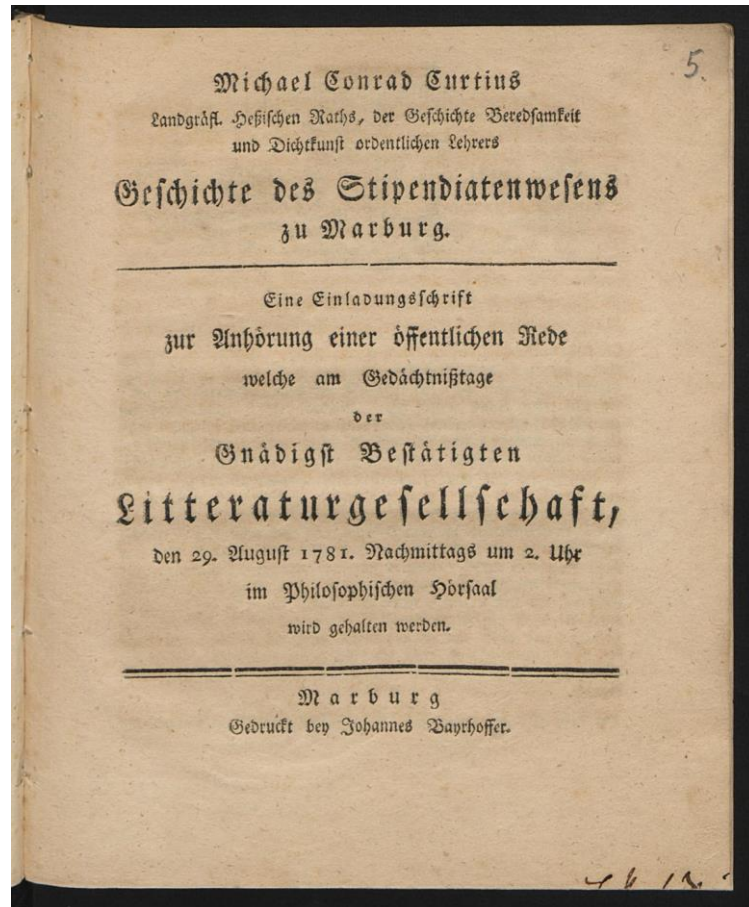 5.
Michael Conrad Curtius
Landgräfl. Heßischen Raths, der Geschichte Beredsamkeit
und Dichtkunst ordentlichen Lehrers
Geschichte des Stipendiatenwesens
zu Marburg.
Eine Einladungsschrift
zur Anhörung einer öffentlichen Rede
welche am Gedächtnißtage
der
Gnädigst Bestätigten
Litteraturgesellschaft,
den 29. August 1781. Nachmittags um 2. Uhr
im Philosophischen Hörsaal
wird gehalten werden.
Marburg
Gedruckt bey Johannes Bayrhoffer.